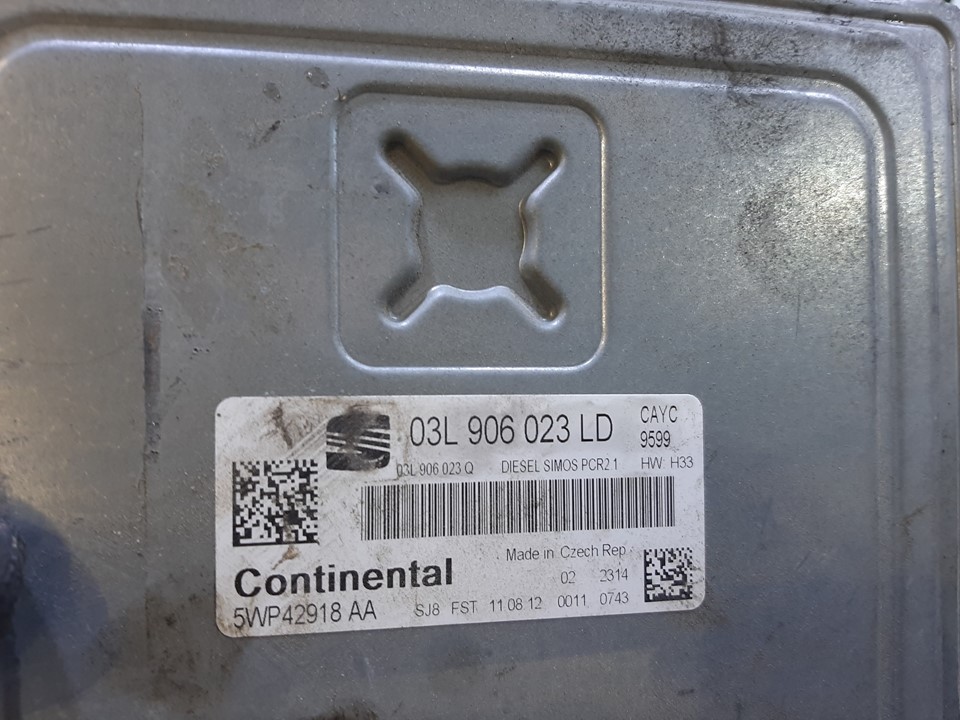 03L 906 023 LD
CAYC
9599
03L 906 023 Q DIESEL SIMOS PCR2.1 HW: H33
Made in Czech Rep
Continental
02 2314
5WP42918 AA SJ8 FST 11 08 12 0011 0743